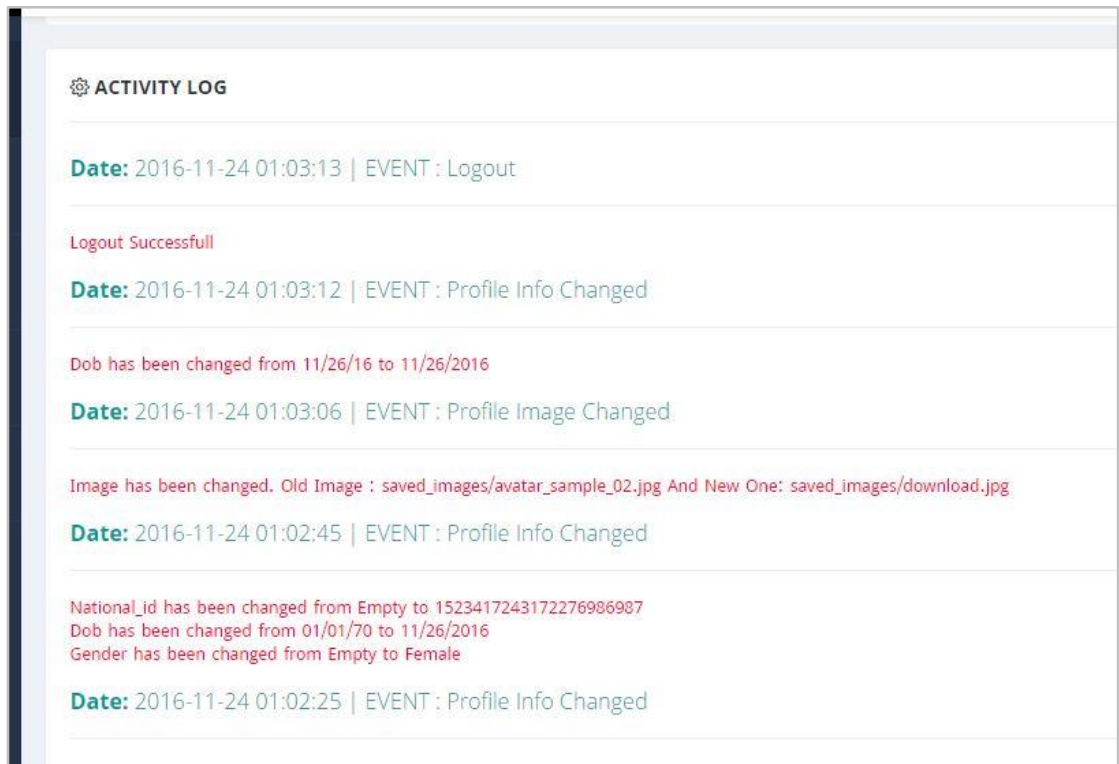 ACTIVITY LOG
Date: 2016-11-24 01:03:13 | EVENT : Logout
Logout Successfull
Date: 2016-11-24 01:03:12 | EVENT : Profile Info Changed
Dob has been changed from 11/26/16 to 11/26/2016
Date: 2016-11-24 01:03:06 | EVENT : Profile Image Changed
Image has been changed. Old Image : saved_images/avatar_sample_02.jpg And New One: saved_images/download.jpg
Date: 2016-11-24 01:02:45 | EVENT : Profile Info Changed
National_id has been changed from Empty to 1523417243172276986987
Dob has been changed from 01/01/70 to 11/26/2016
Gender has been changed from Empty to Female
Date: 2016-11-24 01:02:25 | EVENT : Profile Info Changed